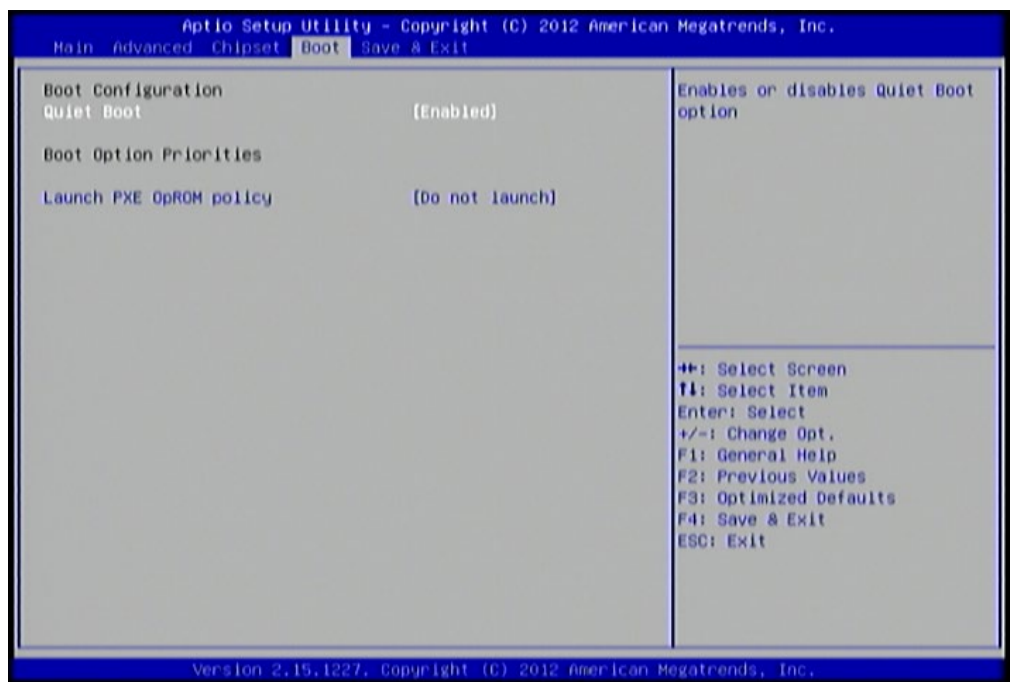 Aptio Setup Utility - Copyright (C) 2012 American Megatrends, Inc.
Main Advanced Chipset Boot Save & Exit
Boot Configuration
Quiet Boot [Enabled]
Boot Option Priorities
Launch PXE OpROM policy [Do not launch]
Enables or disables Quiet Boot
option
→←: Select Screen
↑↓: Select Item
Enter: Select
+/-: Change Opt.
F1: General Help
F2: Previous Values
F3: Optimized Defaults
F4: Save & Exit
ESC: Exit
Version 2.15.1227. Copyright (C) 2012 American Megatrends, Inc.